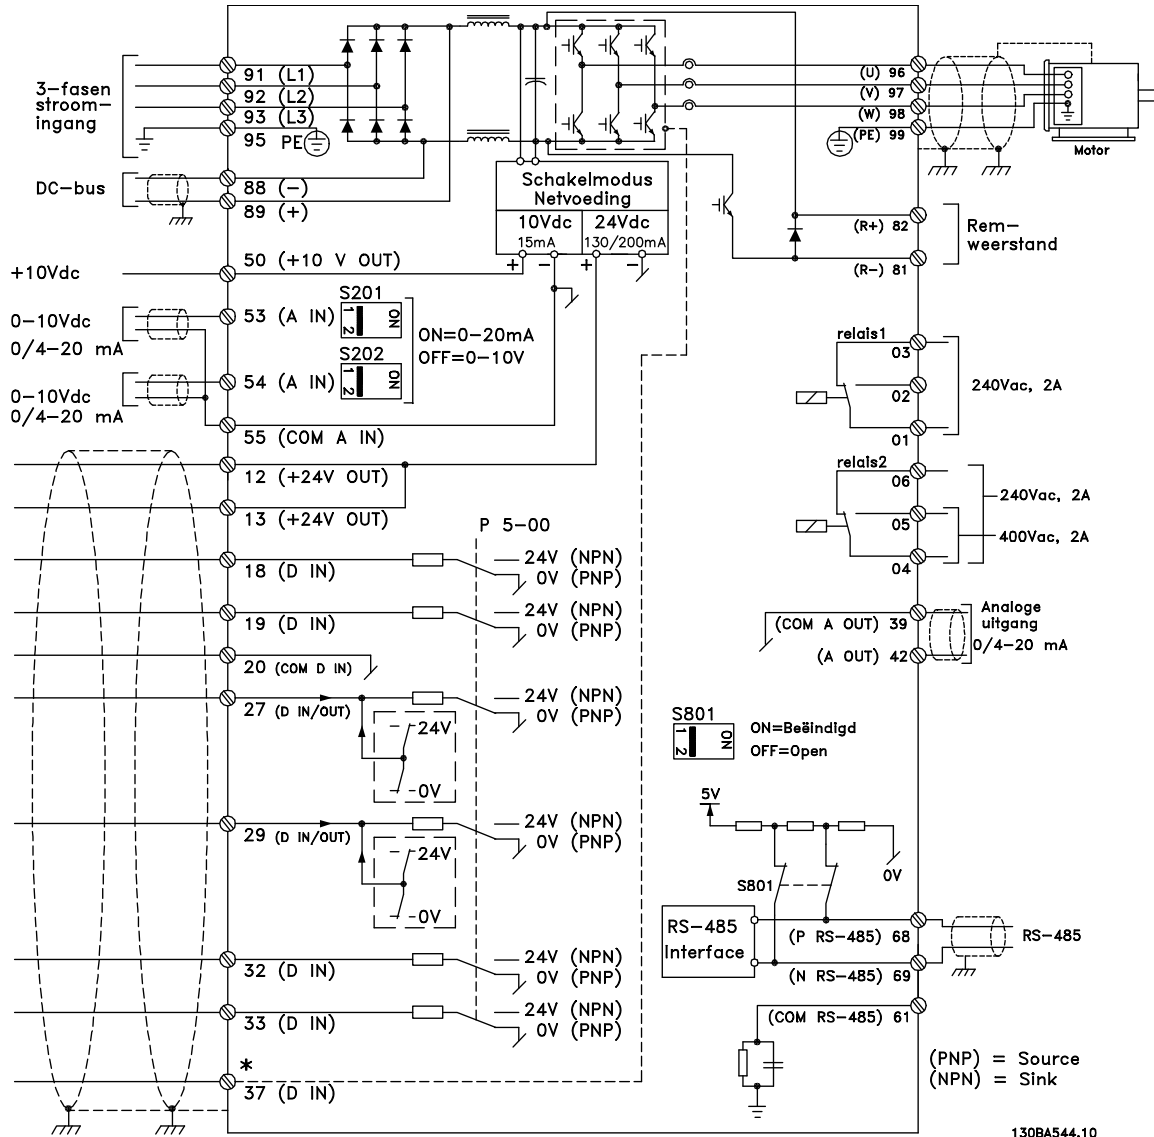 3-fasen
stroom-
ingang
91 (L1)
92 (L2)
93 (L3)
95 PE
DC-bus
88 (-)
89 (+)
+10Vdc
50 (+10 V OUT)
0-10Vdc
0/4-20 mA
53 (A IN)
S201
1 2
ON
ON=0-20mA
OFF=0-10V
S202
1 2
ON
0-10Vdc
0/4-20 mA
54 (A IN)
55 (COM A IN)
12 (+24V OUT)
13 (+24V OUT)
P 5-00
18 (D IN)
24V (NPN)
0V (PNP)
19 (D IN)
24V (NPN)
0V (PNP)
20 (COM D IN)
27 (D IN/OUT)
24V (NPN)
0V (PNP)
24V
0V
29 (D IN/OUT)
24V (NPN)
0V (PNP)
24V
0V
32 (D IN)
24V (NPN)
0V (PNP)
33 (D IN)
24V (NPN)
0V (PNP)
*
37 (D IN)
Schakelmodus
Netvoeding
10Vdc
15mA
24Vdc
130/200mA
+ - + -
(U) 96
(V) 97
(W) 98
(PE) 99
Motor
(R+) 82
(R-) 81
Rem-
weerstand
relais1
03
02
01
240Vac, 2A
relais2
06
05
04
240Vac, 2A
400Vac, 2A
(COM A OUT) 39
(A OUT) 42
Analoge
uitgang
0/4-20 mA
S801
1 2
ON
ON=Beëindigd
OFF=Open
5V
0V
S801
RS-485
Interface
(P RS-485) 68
(N RS-485) 69
RS-485
(COM RS-485) 61
(PNP) = Source
(NPN) = Sink
130BA544.10